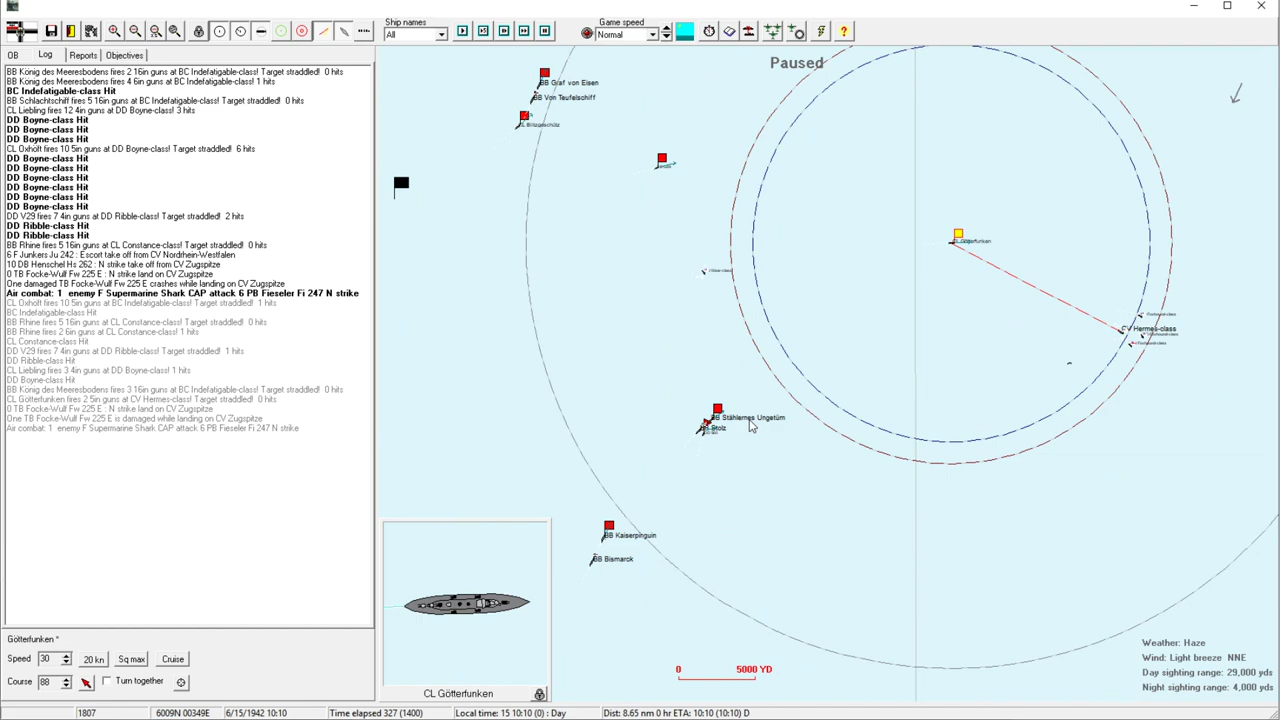 Ship names
All
Game speed
Normal
OB
Log
Reports
Objectives
BB König des Meeresbodens fires 2 16in guns at BC Indefatigable-class! Target straddled!  0 hits
BB König des Meeresbodens fires 4 6in guns at BC Indefatigable-class! 1 hits
BC Indefatigable-class Hit
BB Schlachtschiff fires 5 16in guns at BC Indefatigable-class! Target straddled!  0 hits
CL Liebling fires 12 4in guns at DD Boyne-class! 3 hits
DD Boyne-class Hit
DD Boyne-class Hit
DD Boyne-class Hit
CL Oxhöft fires 10 5in guns at DD Boyne-class! Target straddled!  6 hits
DD Boyne-class Hit
DD Boyne-class Hit
DD Boyne-class Hit
DD Boyne-class Hit
DD Boyne-class Hit
DD Boyne-class Hit
DD V29 fires 7 4in guns at DD Ribble-class! Target straddled!  2 hits
DD Ribble-class Hit
DD Ribble-class Hit
BB Rhine fires 5 16in guns at CL Constance-class! Target straddled!  0 hits
6 F Junkers Ju 242 : Escort take off from CV Nordrhein-Westfalen
10 DB Henschel Hs 262 : N strike take off from CV Zugspitze
0 TB Focke-Wulf Fw 225 E : N strike land on CV Zugspitze
One damaged TB Focke-Wulf Fw 225 E crashes while landing on CV Zugspitze
Air combat: 1  enemy F Supermarine Shark CAP attack 6 PB Fieseler Fi 247 N strike
CL Oxhöft fires 10 5in guns at BC Indefatigable-class! Target straddled!  1 hits
BC Indefatigable-class Hit
BB Rhine fires 5 16in guns at CL Constance-class! Target straddled!  0 hits
BB Rhine fires 2 6in guns at CL Constance-class! 1 hits
CL Constance-class Hit
DD V29 fires 7 4in guns at DD Ribble-class! Target straddled!  1 hits
DD Ribble-class Hit
CL Liebling fires 3 4in guns at DD Boyne-class! 1 hits
DD Boyne-class Hit
BB König des Meeresbodens fires 3 16in guns at BC Indefatigable-class! Target straddled!  0 hits
CL Götterfunken fires 2 5in guns at CV Hermes-class! Target straddled!  0 hits
0 TB Focke-Wulf Fw 225 E : N strike land on CV Zugspitze
One TB Focke-Wulf Fw 225 E is damaged while landing on CV Zugspitze
Air combat: 1  enemy F Supermarine Shark CAP attack 6 PB Fieseler Fi 247 N strike
Paused
BB Graf von Eisen
BB Von Teufelschiff
CL Blitzgeschütz
CL Götterfunken
CV Hermes-class
BB Stählernes Ungetüm
Stolz
BB Kaiserpinguin
BB Bismarck
0 5000 YD
Weather: Haze
Wind: Light breeze  NNE
Day sighting range: 29,000 yards
Night sighting range: 4,000 yards
CL Götterfunken
Götterfunken *
Speed 30 20 kn Sq max Cruise
Course 88 Turn together
1807
6009N 00349E
6/15/1942 10:10
Time elapsed 327 (1400)
Local time: 15 10:10 (0) : Day
Dist: 8.65 nm 0 hr ETA: 10:10 (10:10) D